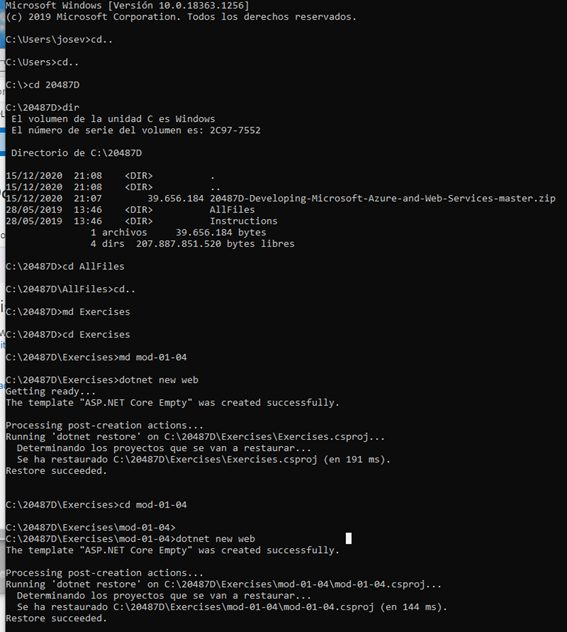 Microsoft Windows [Versión 10.0.18363.1256]
(c) 2019 Microsoft Corporation. Todos los derechos reservados.
C:\Users\josev>cd..
C:\Users>cd..
C:\>cd 20487D
C:\20487D>dir
El volumen de la unidad C es Windows
El número de serie del volumen es: 2C97-7552
Directorio de C:\20487D
15/12/2020  21:08    <DIR>          .
15/12/2020  21:08    <DIR>          ..
15/12/2020  21:07        39.656.184 20487D-Developing-Microsoft-Azure-and-Web-Services-master.zip
28/05/2019  13:46    <DIR>          AllFiles
28/05/2019  13:46    <DIR>          Instructions
1 archivos     39.656.184 bytes
4 dirs  207.887.851.520 bytes libres
C:\20487D>cd AllFiles
C:\20487D\AllFiles>cd..
C:\20487D>md Exercises
C:\20487D>cd Exercises
C:\20487D\Exercises>md mod-01-04
C:\20487D\Exercises>dotnet new web
Getting ready...
The template "ASP.NET Core Empty" was created successfully.
Processing post-creation actions...
Running 'dotnet restore' on C:\20487D\Exercises\Exercises.csproj...
Determinando los proyectos que se van a restaurar...
Se ha restaurado C:\20487D\Exercises\Exercises.csproj (en 191 ms).
Restore succeeded.
C:\20487D\Exercises>cd mod-01-04
C:\20487D\Exercises\mod-01-04>
C:\20487D\Exercises\mod-01-04>dotnet new web
The template "ASP.NET Core Empty" was created successfully.
Processing post-creation actions...
Running 'dotnet restore' on C:\20487D\Exercises\mod-01-04\mod-01-04.csproj...
Determinando los proyectos que se van a restaurar...
Se ha restaurado C:\20487D\Exercises\mod-01-04\mod-01-04.csproj (en 144 ms).
Restore succeeded.